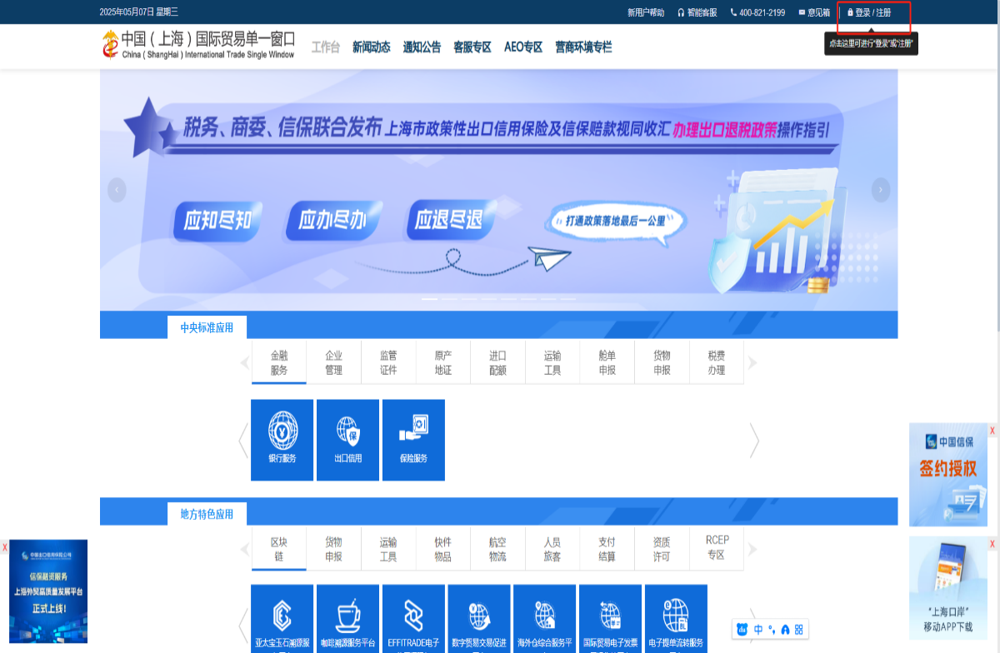 2025年05月07日 星期三
新用户帮助 智能客服 400-821-2199 意见箱 登录 / 注册
点击这里可进行"登录"或"注册"
中国（上海）国际贸易单一窗口
China ( ShangHai ) International Trade Single Window
工作台 新闻动态 通知公告 客服专区 AEO专区 营商环境专栏
税务、商委、信保联合发布 上海市政策性出口信用保险及信保赔款视同收汇 办理出口退税政策操作指引
应知尽知 应办尽办 应退尽退
"打通政策落地最后一公里"
中央标准应用
金融服务 企业管理 监管证件 原产地证 进口配额 运输工具 舱单申报 货物申报 税费办理
银行服务 出口信用 保险服务
保
地方特色应用
区块链 货物申报 运输工具 快件物品 航空物流 人员旅客 支付结算 资质许可 RCEP专区
亚太宝玉石溯源服 咖啡溯源服务平台 EFFITRADE电子 数字贸易交易促进 海外仓综合服务平 国际贸易电子发票 电子提单流转服务
X
中国出口信用保险公司
信保融资服务
上海外贸高质量发展平台
正式上线！
X
中国信保
签约授权
X
"上海口岸"
移动APP下载
中